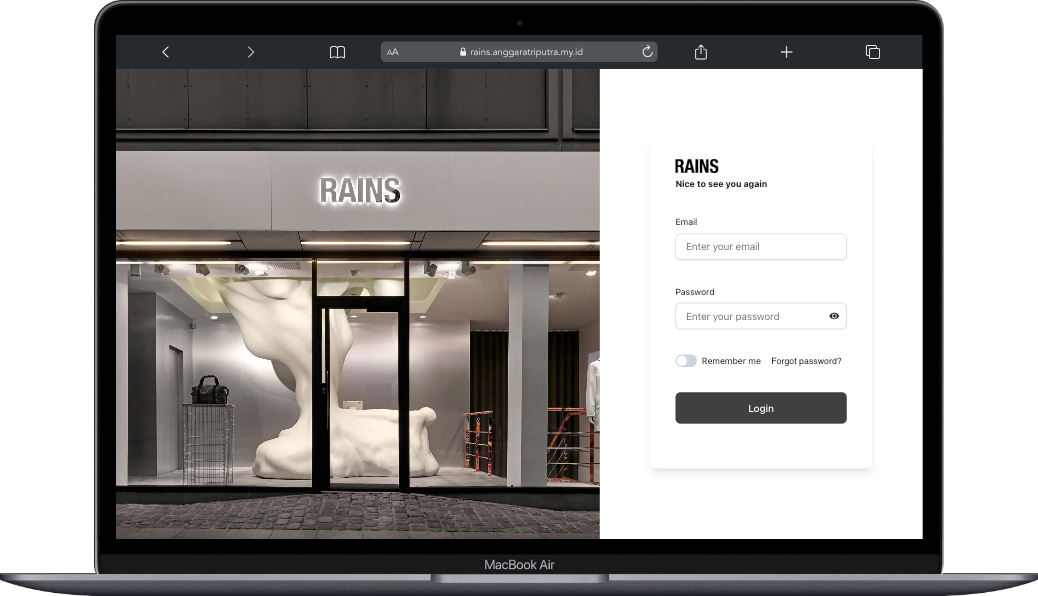 AA
rains.anggaratriputra.my.id
RAINS
RAINS
Nice to see you again
Email
Enter your email
Password
Enter your password
Remember me Forgot password?
Login
MacBook Air